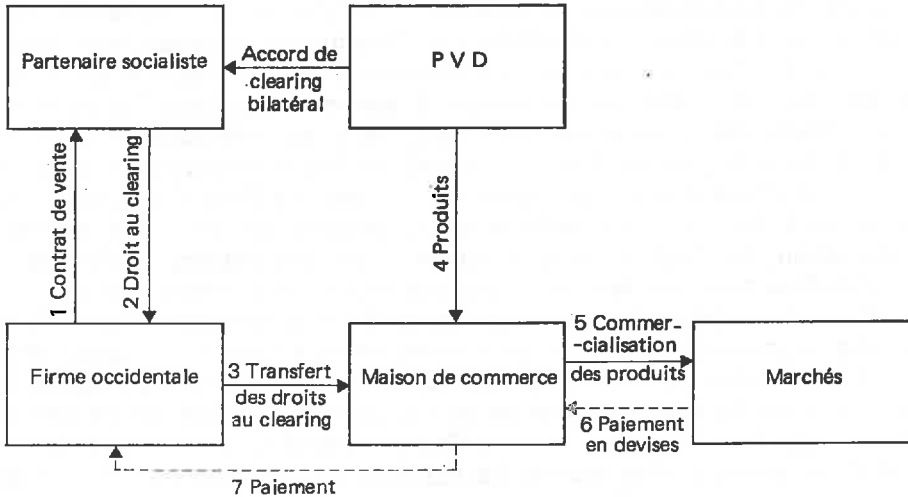 Partenaire socialiste
Accord de
clearing
bilatéral
P V D
1 Contrat de vente
2 Droit au clearing
4 Produits
Firme occidentale
3 Transfert
des droits
au clearing
Maison de commerce
5 Commer-
-cialisation
des produits
Marchés
6 Paiement
en devises
7 Paiement